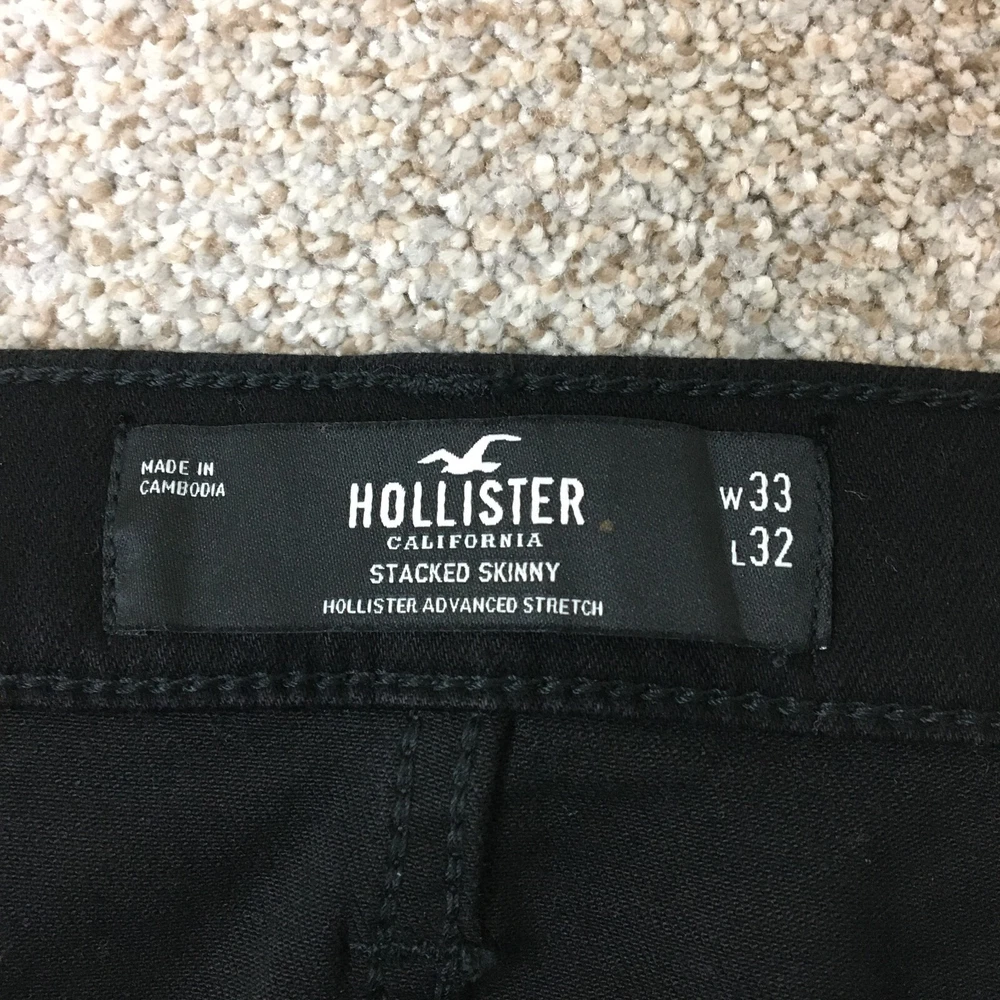 MADE IN
CAMBODIA
HOLLISTER
CALIFORNIA
STACKED SKINNY
HOLLISTER ADVANCED STRETCH
W33
L32